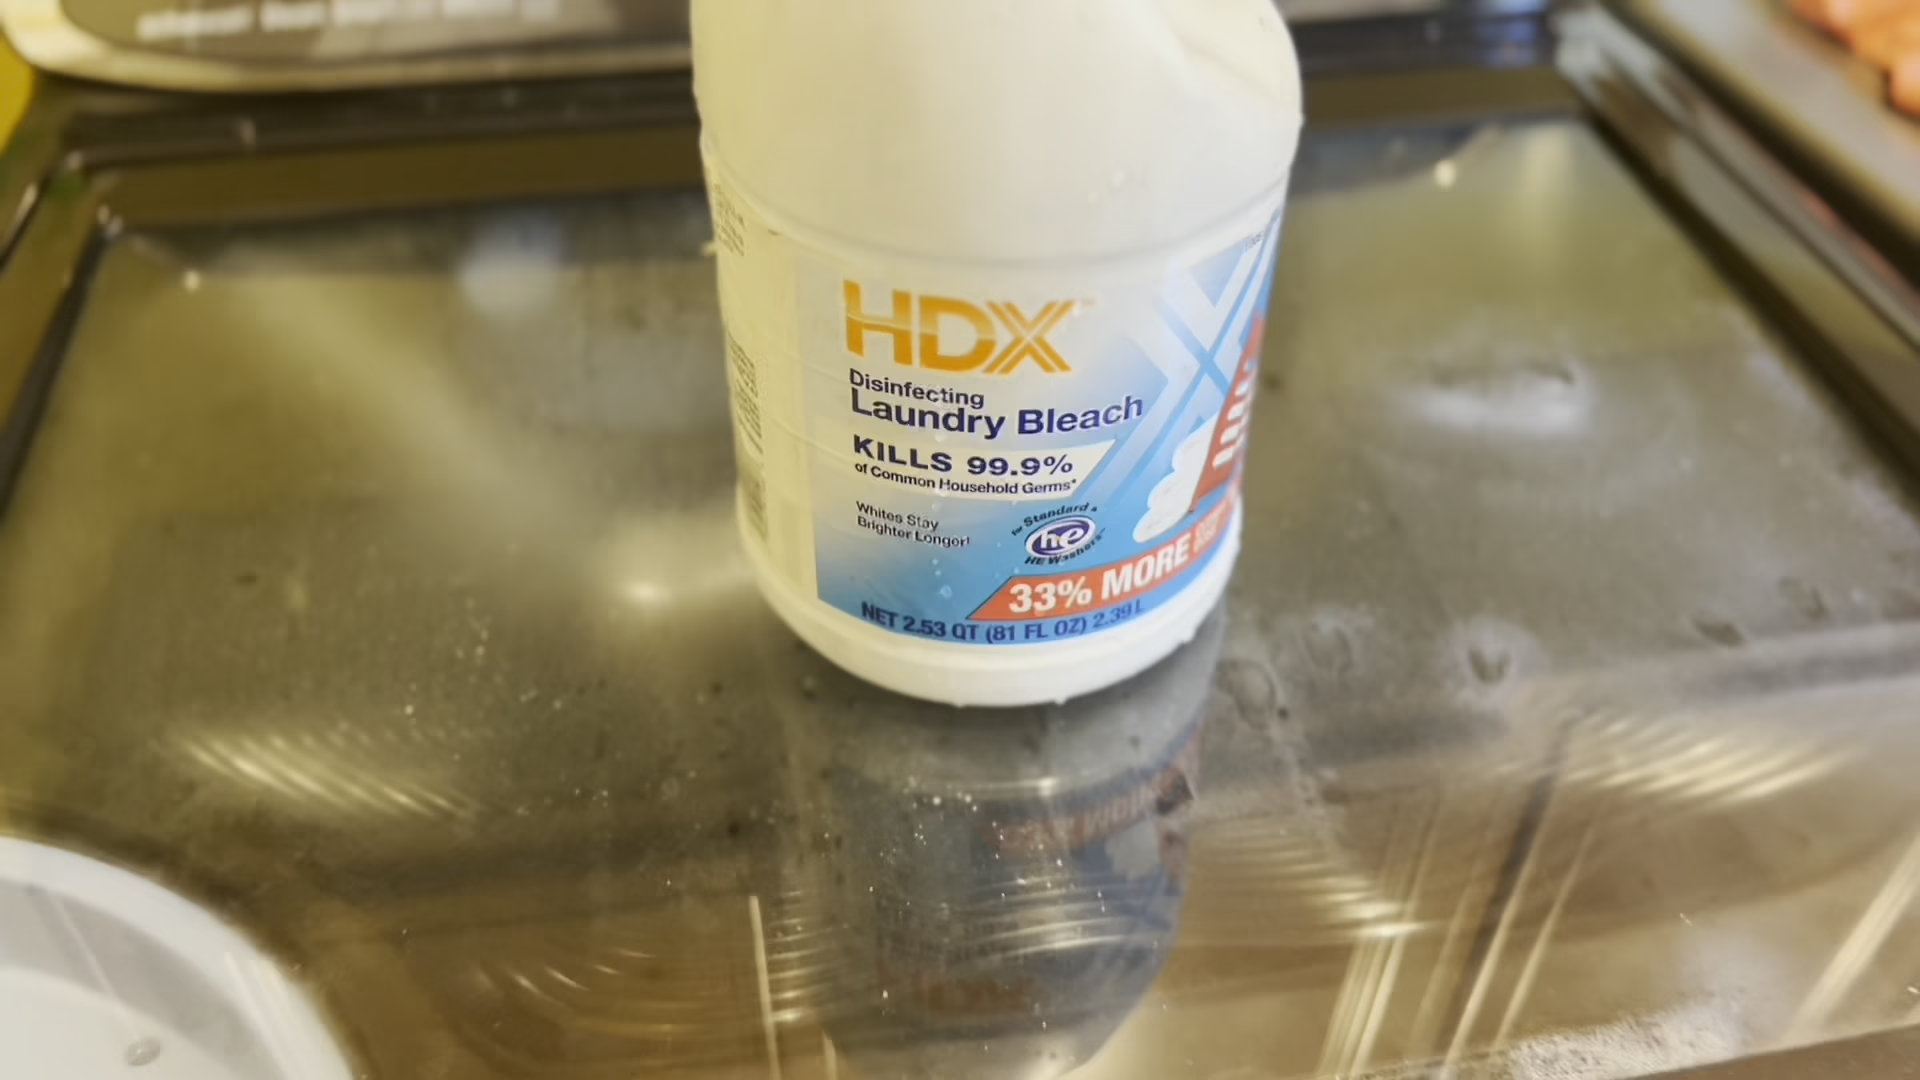 HDX
Disinfecting
Laundry Bleach
KILLS 99.9%
of Common Household Germs*
Whites Stay
Brighter Longer!
for Standard &
he
HE Washers
33% MORE
NET 2.53 QT (81 FL OZ) 2.39 L